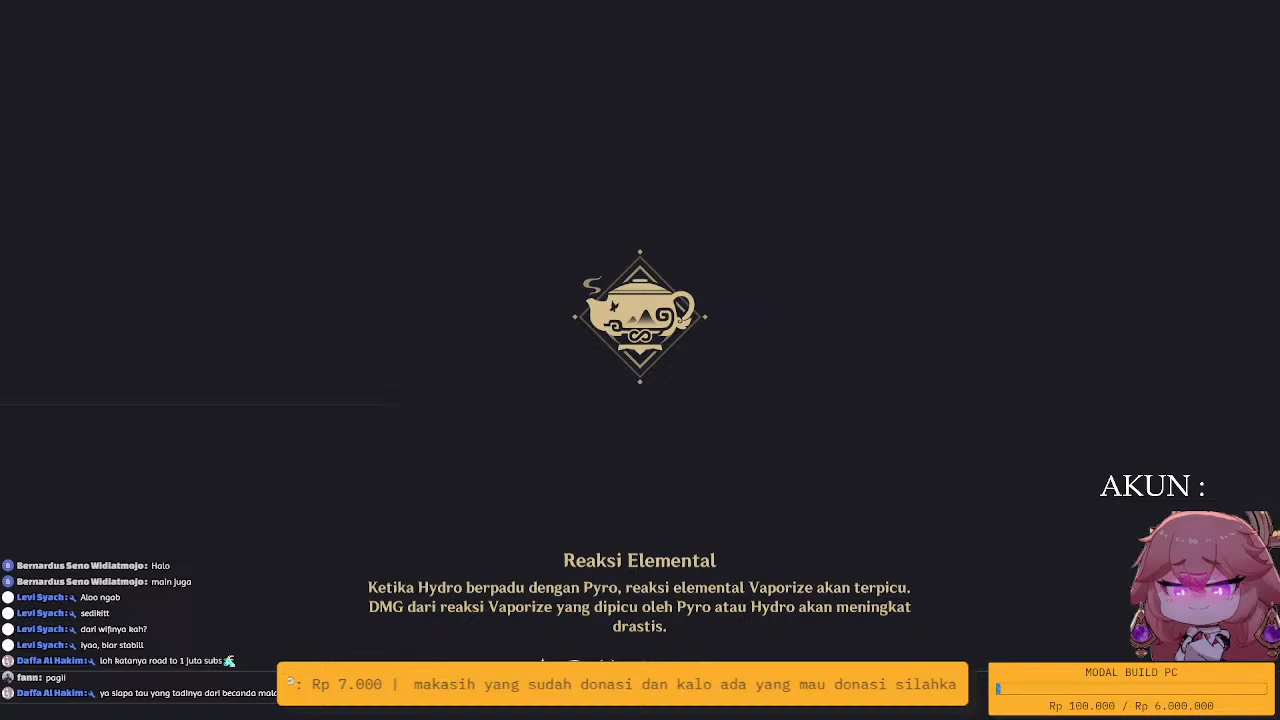 AKUN :
Reaksi Elemental
Ketika Hydro berpadu dengan Pyro, reaksi elemental Vaporize akan terpicu.
DMG dari reaksi Vaporize yang dipicu oleh Pyro atau Hydro akan meningkat
drastis.
Bernardus Seno Widiatmojo: Halo
Bernardus Seno Widiatmojo: main juga
Levi Syach: Aloo ngab
Levi Syach: sedikitt
Levi Syach: dari wifinya kah?
Levi Syach: Iyaa, biar stabill
Daffa Al Hakim: loh katanya road to 1 juta subs
fann: pagii
Daffa Al Hakim: ya siapa tau yang tadinya dari becanda
: Rp 7.000 | makasih yang sudah donasi dan kalo ada yang mau donasi silahka
MODAL BUILD PC
Rp 100.000 / Rp 6.000.000